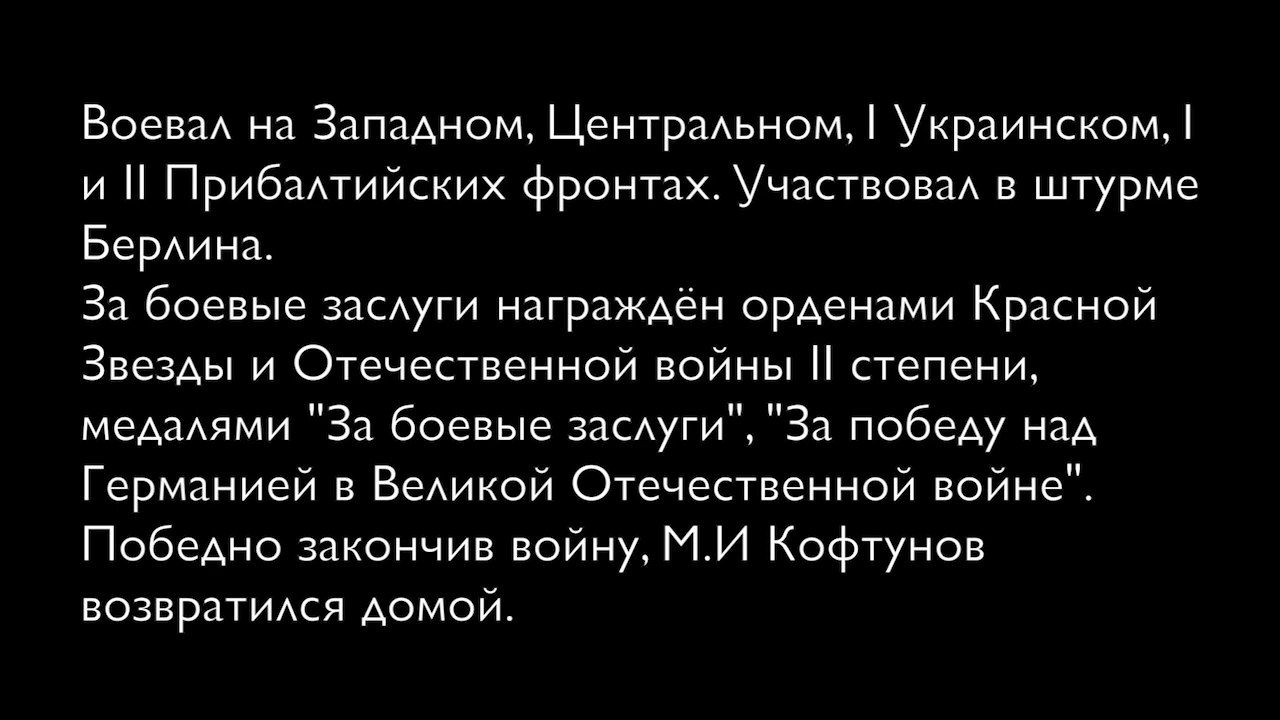 Воевал на Западном, Центральном, I Украинском, I
и II Прибалтийских фронтах. Участвовал в штурме
Берлина.
За боевые заслуги награждён орденами Красной
Звезды и Отечественной войны II степени,
медалями "За боевые заслуги", "За победу над
Германией в Великой Отечественной войне".
Победно закончив войну, М.И Кофтунов
возвратился домой.